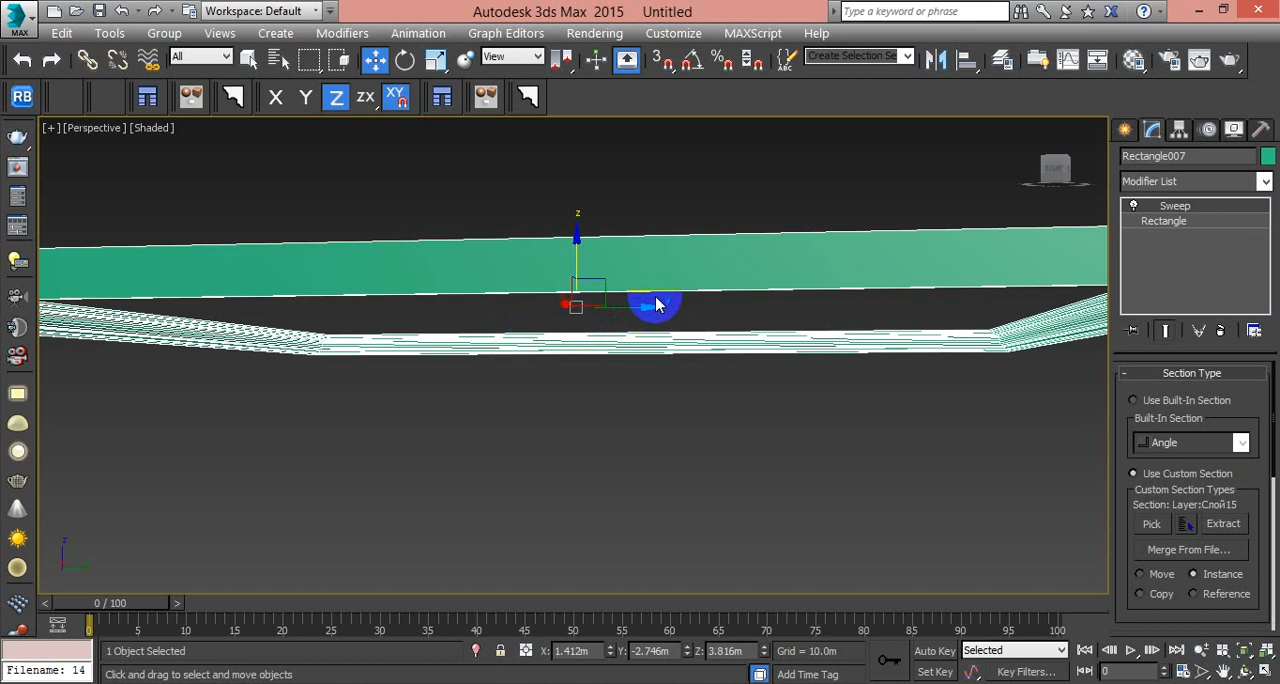 Workspace: Default
Autodesk 3ds Max 2015 Untitled
Type a keyword or phrase
MAX
Edit Tools Group Views Create Modifiers Animation Graph Editors Rendering Customize MAXScript Help
All
View
3
%
Create Selection Se
RB
X Y Z ZX XY
[+] [Perspective] [Shaded]
Rectangle007
Modifier List
Sweep
Rectangle
z
z
Section Type
Use Built-In Section
Built-In Section
Angle
Use Custom Section
Custom Section Types
Section: Layer:Слой15
Pick Extract
Merge From File...
Move Instance
Copy Reference
0 / 100
0 5 10 15 20 25 30 35 40 45 50 55 60 65 70 75 80 85 90 95 100
1 Object Selected X: 1.412m Y: -2.746m Z: 3.816m Grid = 10.0m Auto Key Selected
Filename: 14 Click and drag to select and move objects Add Time Tag Set Key Key Filters... 0